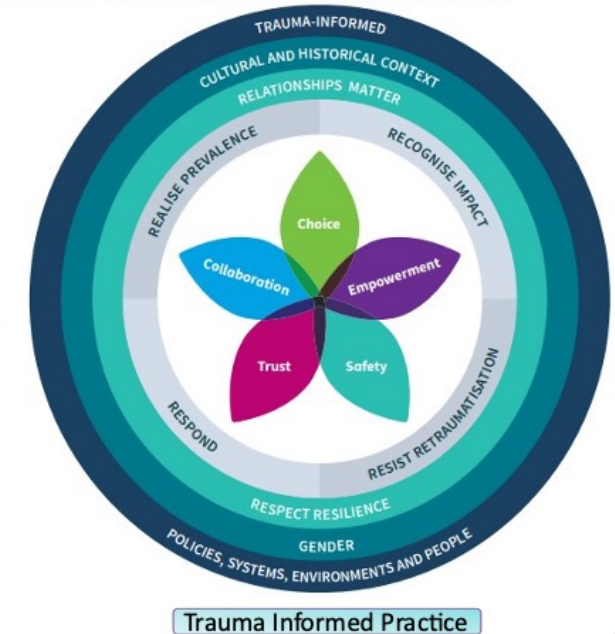 TRAUMA-INFORMED
CULTURAL AND HISTORICAL CONTEXT
RELATIONSHIPS MATTER
REALISE PREVALENCE
RECOGNISE IMPACT
Choice
Collaboration
Empowerment
Trust
Safety
RESPOND
RESIST RETRAUMATISATION
RESPECT RESILIENCE
GENDER
POLICIES, SYSTEMS, ENVIRONMENTS AND PEOPLE
Trauma Informed Practice